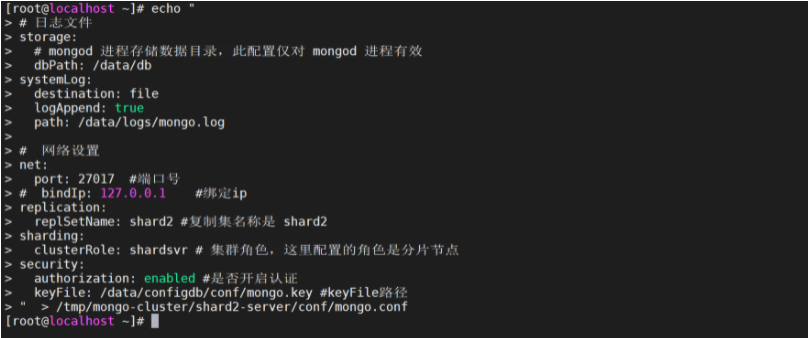 [root@localhost ~]# echo "
> # 日志文件
> storage:
>   # mongod 进程存储数据目录，此配置仅对 mongod 进程有效
>   dbPath: /data/db
> systemLog:
>   destination: file
>   logAppend: true
>   path: /data/logs/mongo.log
>
> #  网络设置
> net:
>   port: 27017  #端口号
> #  bindIp: 127.0.0.1    #绑定ip
> replication:
>   replSetName: shard2 #复制集名称是 shard2
> sharding:
>   clusterRole: shardsvr # 集群角色，这里配置的角色是分片节点
> security:
>   authorization: enabled #是否开启认证
>   keyFile: /data/configdb/conf/mongo.key #keyFile路径
> "  > /tmp/mongo-cluster/shard2-server/conf/mongo.conf
[root@localhost ~]#